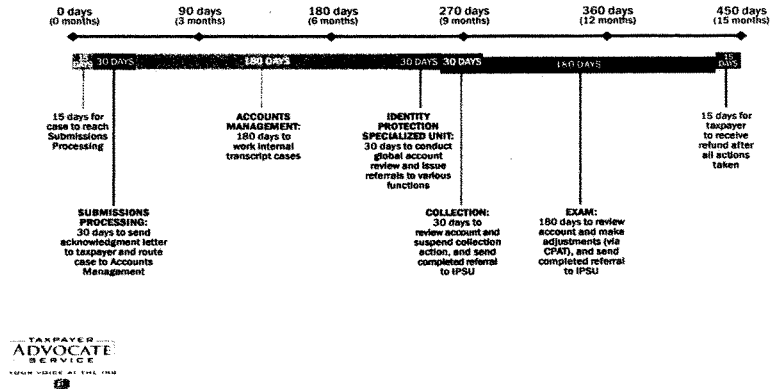 0 days
(0 months)
90 days
(3 months)
180 days
(6 months)
270 days
(9 months)
360 days
(12 months)
450 days
(15 months)
15
DAYS
30 DAYS
180 DAYS
30 DAYS
30 DAYS
180 DAYS
15
DAYS
15 days for
case to reach
Submissions
Processing
ACCOUNTS
MANAGEMENT:
180 days to
work internal
transcript cases
IDENTITY
PROTECTION
SPECIALIZED UNIT:
30 days to conduct
global account
review and issue
referrals to various
functions
15 days for
taxpayer
to receive
refund after
all actions
taken
SUBMISSIONS
PROCESSING:
30 days to send
acknowledgment letter
to taxpayer and route
case to Accounts
Management
COLLECTION:
30 days to
review account and
suspend collection
action, and send
completed referral
to IPSU
EXAM:
180 days to review
account and make
adjustments (via
CPAT), and send
completed referral
to IPSU
TAXPAYER
ADVOCATE
SERVICE
YOUR VOICE AT THE IRS